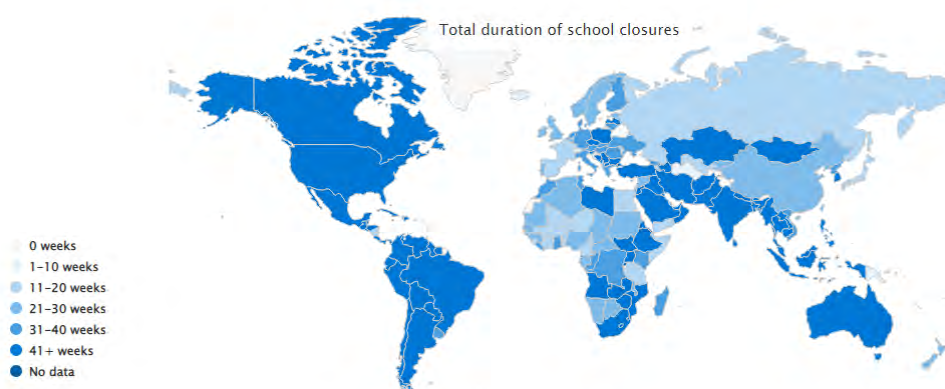 Total duration of school closures
0 weeks
1–10 weeks
11–20 weeks
21–30 weeks
31–40 weeks
41+ weeks
No data